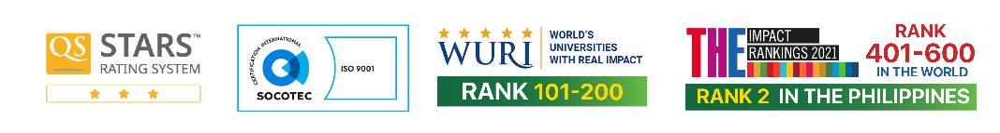 QS STARS™
RATING SYSTEM
CERTIFICATION INTERNATIONAL
SOCOTEC
ISO 9001
WURI
WORLD'S
UNIVERSITIES
WITH REAL IMPACT
RANK 101-200
THE IMPACT
RANKINGS 2021
RANK
401-600
IN THE WORLD
RANK 2 IN THE PHILIPPINES